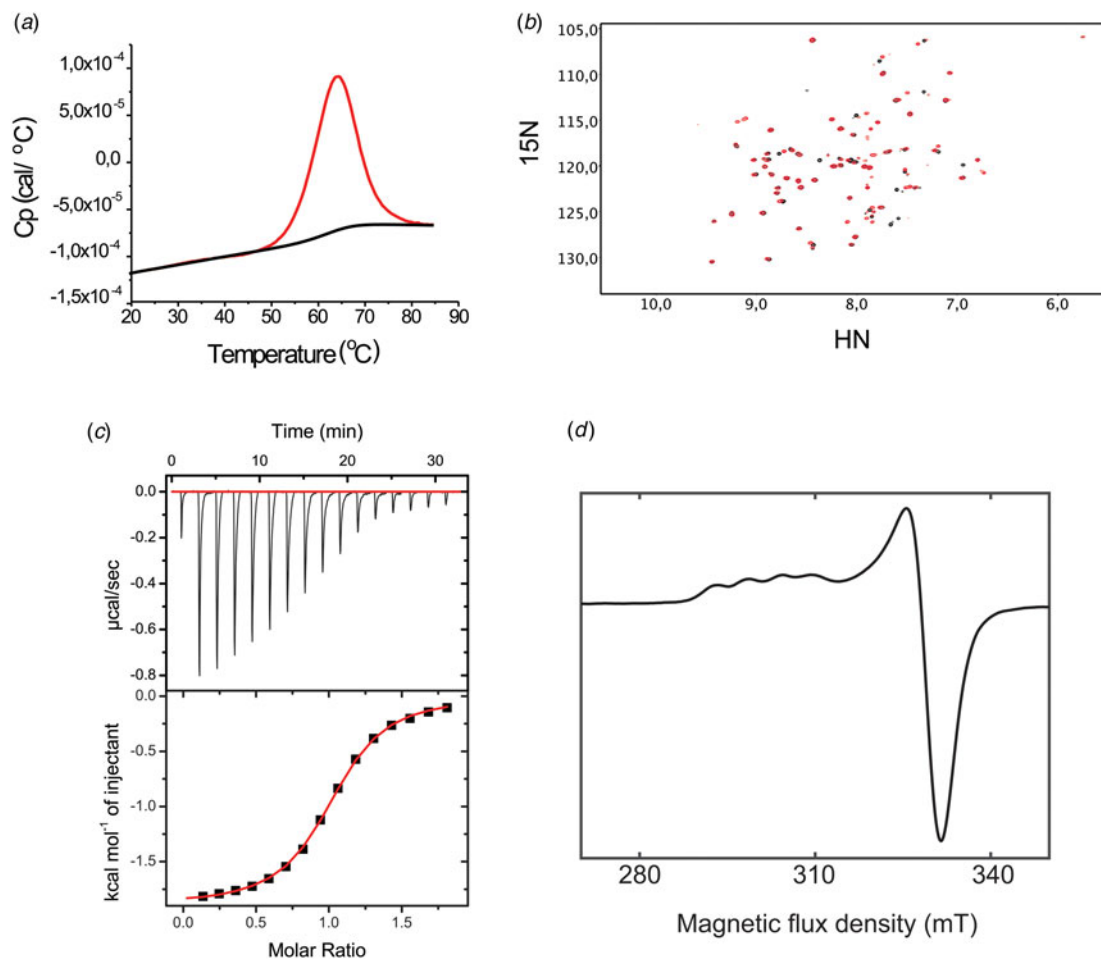 (a)
1,0x10⁻⁴
5,0x10⁻⁵
0,0
-5,0x10⁻⁵
-1,0x10⁻⁴
-1,5x10⁻⁴
Cp (cal/ °C)
20 30 40 50 60 70 80 90
Temperature (°C)
(b)
105,0
110,0
115,0
120,0
125,0
130,0
15N
10,0 9,0 8,0 7,0 6,0
HN
(c)
Time (min)
0 10 20 30
0.0
-0.2
-0.4
-0.6
-0.8
µcal/sec
0.0
-0.5
-1.0
-1.5
kcal mol⁻¹ of injectant
0.0 0.5 1.0 1.5
Molar Ratio
(d)
280 310 340
Magnetic flux density (mT)